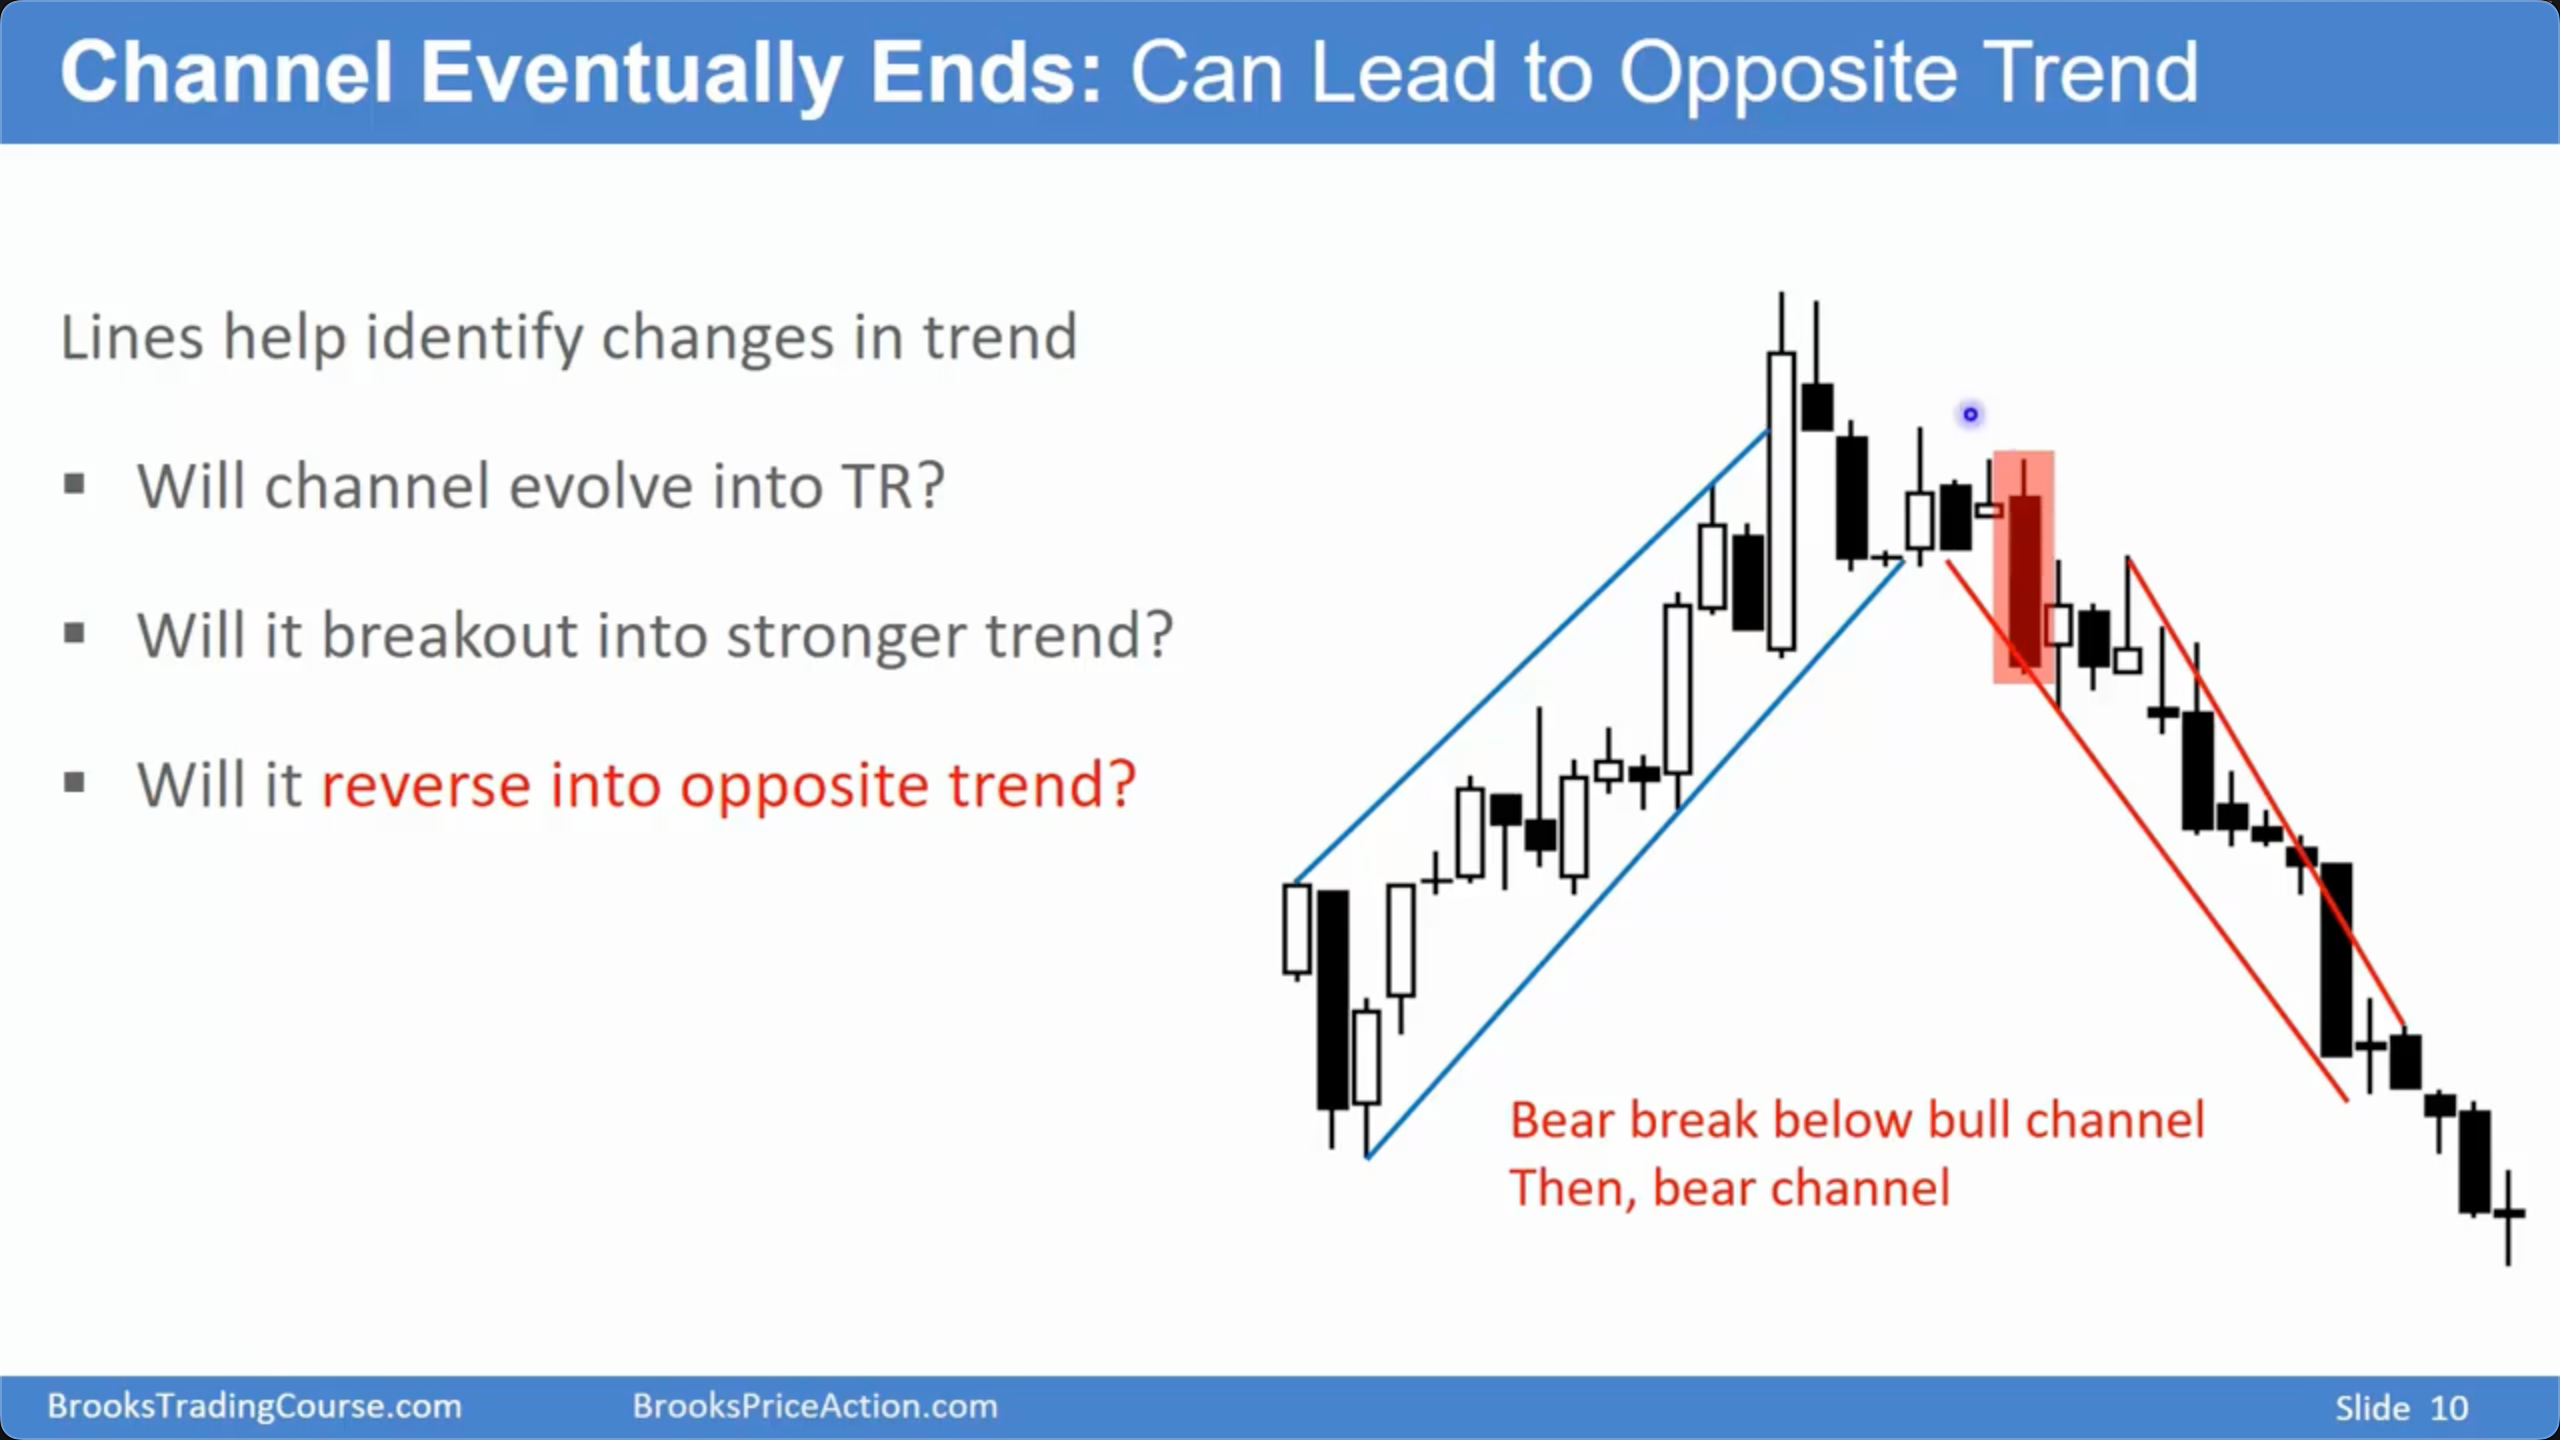 Channel Eventually Ends: Can Lead to Opposite Trend
Lines help identify changes in trend
▪ Will channel evolve into TR?
▪ Will it breakout into stronger trend?
▪ Will it reverse into opposite trend?
Bear break below bull channel
Then, bear channel
BrooksTradingCourse.com
BrooksPriceAction.com
Slide 10